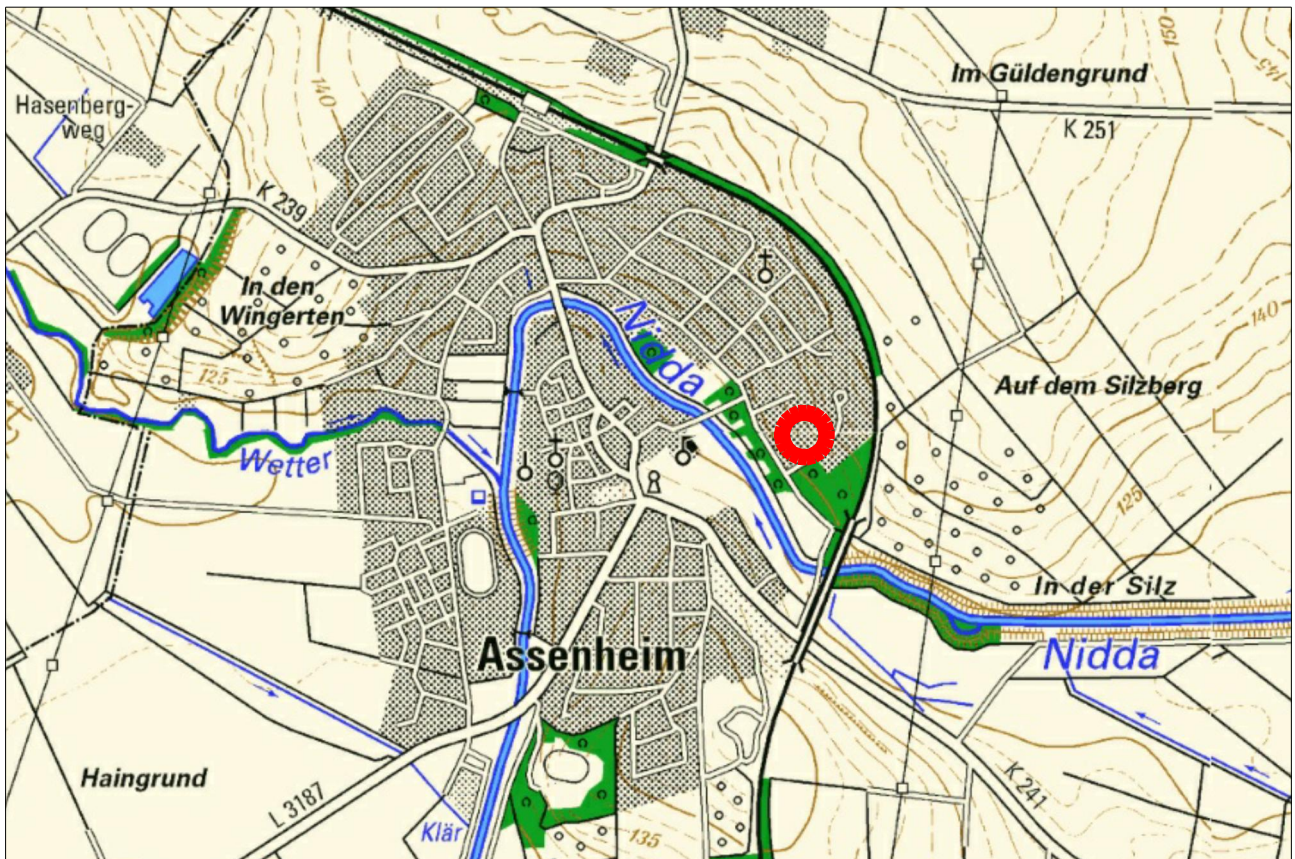 Im Güldengrund
150
145
140
Hasenberg-
weg
K 251
K 239
In den
Wingerten
Nidda
140
125
Auf dem Silzberg
Wetter
125
In der Silz
Assenheim
Nidda
Haingrund
L 3187
K 241
Klär
135